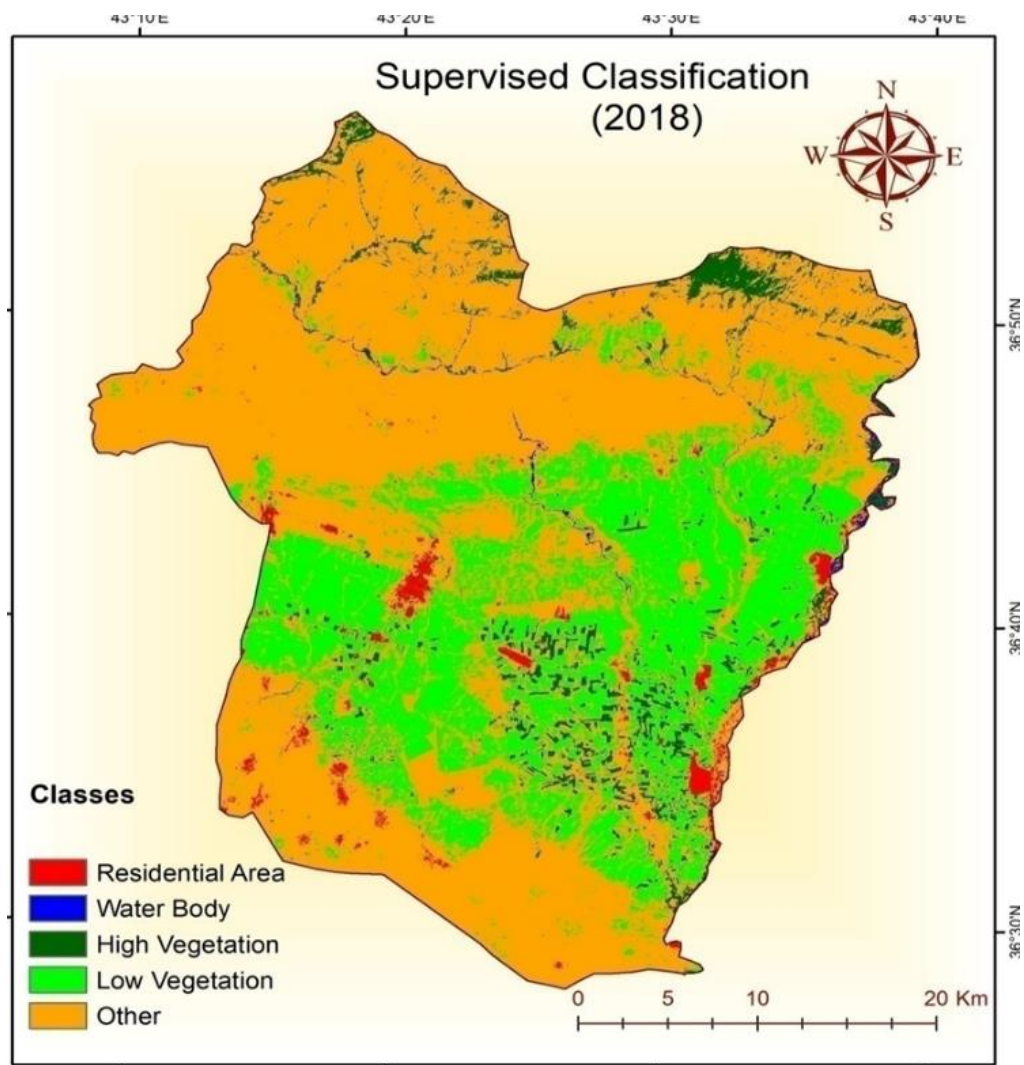 43°10'E 43°20'E 43°30'E 43°40'E
Supervised Classification
(2018)
N
W E
S
36°50'N
36°40'N
36°30'N
Classes
Residential Area
Water Body
High Vegetation
Low Vegetation
Other
0 5 10 20 Km